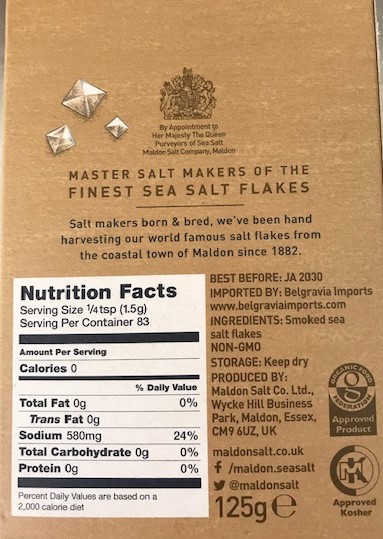 By Appointment to
Her Majesty The Queen
Purveyors of Sea Salt
Maldon Salt Company, Maldon
MASTER SALT MAKERS OF THE
FINEST SEA SALT FLAKES
Salt makers born & bred, we've been hand
harvesting our world famous salt flakes from
the coastal town of Maldon since 1882.
Nutrition Facts
Serving Size 1/4 tsp (1.5g)
Serving Per Container 83
Amount Per Serving
Calories 0
% Daily Value
Total Fat 0g 0%
Trans Fat 0g
Sodium 580mg 24%
Total Carbohydrate 0g 0%
Protein 0g 0%
Percent Daily Values are based on a
2,000 calorie diet
BEST BEFORE: JA 2030
IMPORTED BY: Belgravia Imports
www.belgraviaimports.com
INGREDIENTS: Smoked sea
salt flakes
NON-GMO
STORAGE: Keep dry
PRODUCED BY:
Maldon Salt Co. Ltd.,
Wycke Hill Business
Park, Maldon, Essex,
CM9 6UZ, UK
maldonsalt.co.uk
f /maldon.seasalt
@maldonsalt
125g e
ORGANIC FOOD
FEDERATION
Approved
Product
K
Approved
Kosher